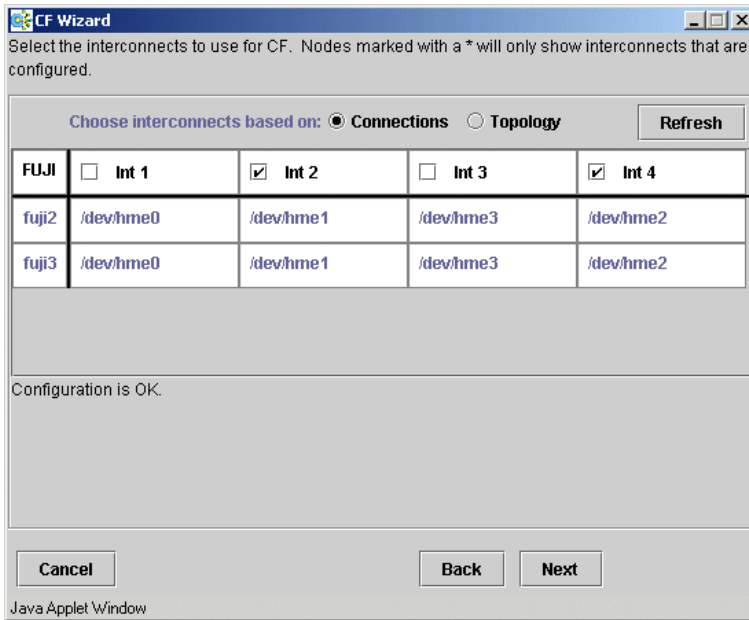 CF Wizard
Select the interconnects to use for CF. Nodes marked with a * will only show interconnects that are
configured.
Choose interconnects based on: Connections Topology Refresh
FUJI Int 1 Int 2 Int 3 Int 4
fuji2 /dev/hme0 /dev/hme1 /dev/hme3 /dev/hme2
fuji3 /dev/hme0 /dev/hme1 /dev/hme3 /dev/hme2
Configuration is OK.
Cancel Back Next
Java Applet Window